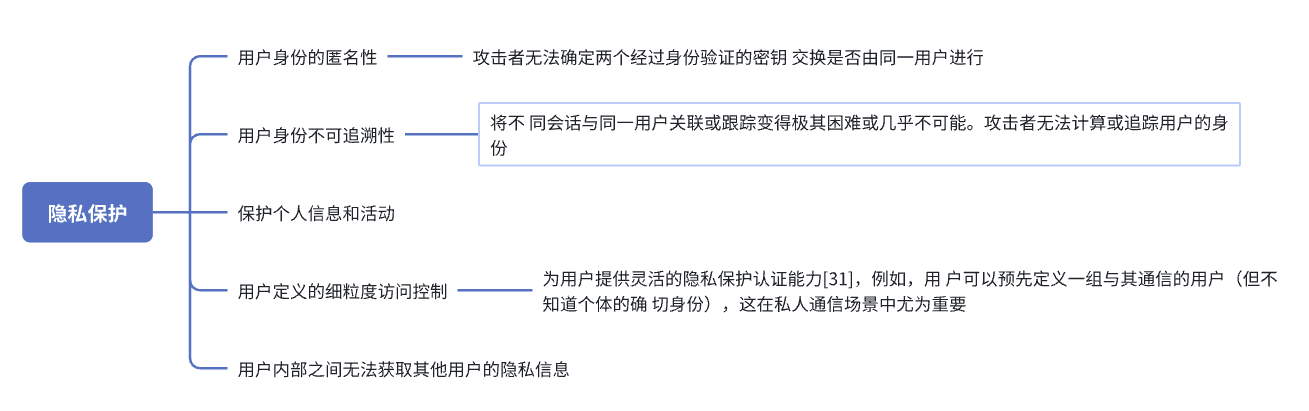 用户身份的匿名性
攻击者无法确定两个经过身份验证的密钥 交换是否由同一用户进行
用户身份不可追溯性
将不 同会话与同一用户关联或跟踪变得极其困难或几乎不可能。攻击者无法计算或追踪用户的身
份
隐私保护
保护个人信息和活动
用户定义的细粒度访问控制
为用户提供灵活的隐私保护认证能力[31]，例如，用 户可以预先定义一组与其通信的用户（但不
知道个体的确 切身份），这在私人通信场景中尤为重要
用户内部之间无法获取其他用户的隐私信息